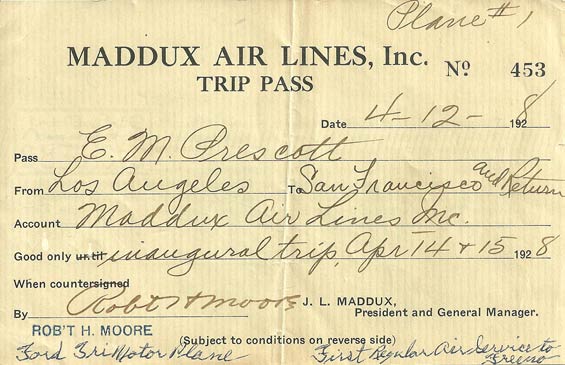 Plane #1
MADDUX AIR LINES, Inc. No 453
TRIP PASS
Date 4-12- 1928
Pass E. M. Prescott
From Los Angeles To San Francisco and Return
Account Maddux Air Lines Inc.
Good only until inaugural trip, Apr 14 & 15 1928
When countersigned
By Robt H Moore J. L. MADDUX,
President and General Manager.
ROB'T H. MOORE
(Subject to conditions on reverse side)
Ford Tri Motor Plane First Regular Air Service to
Fresno